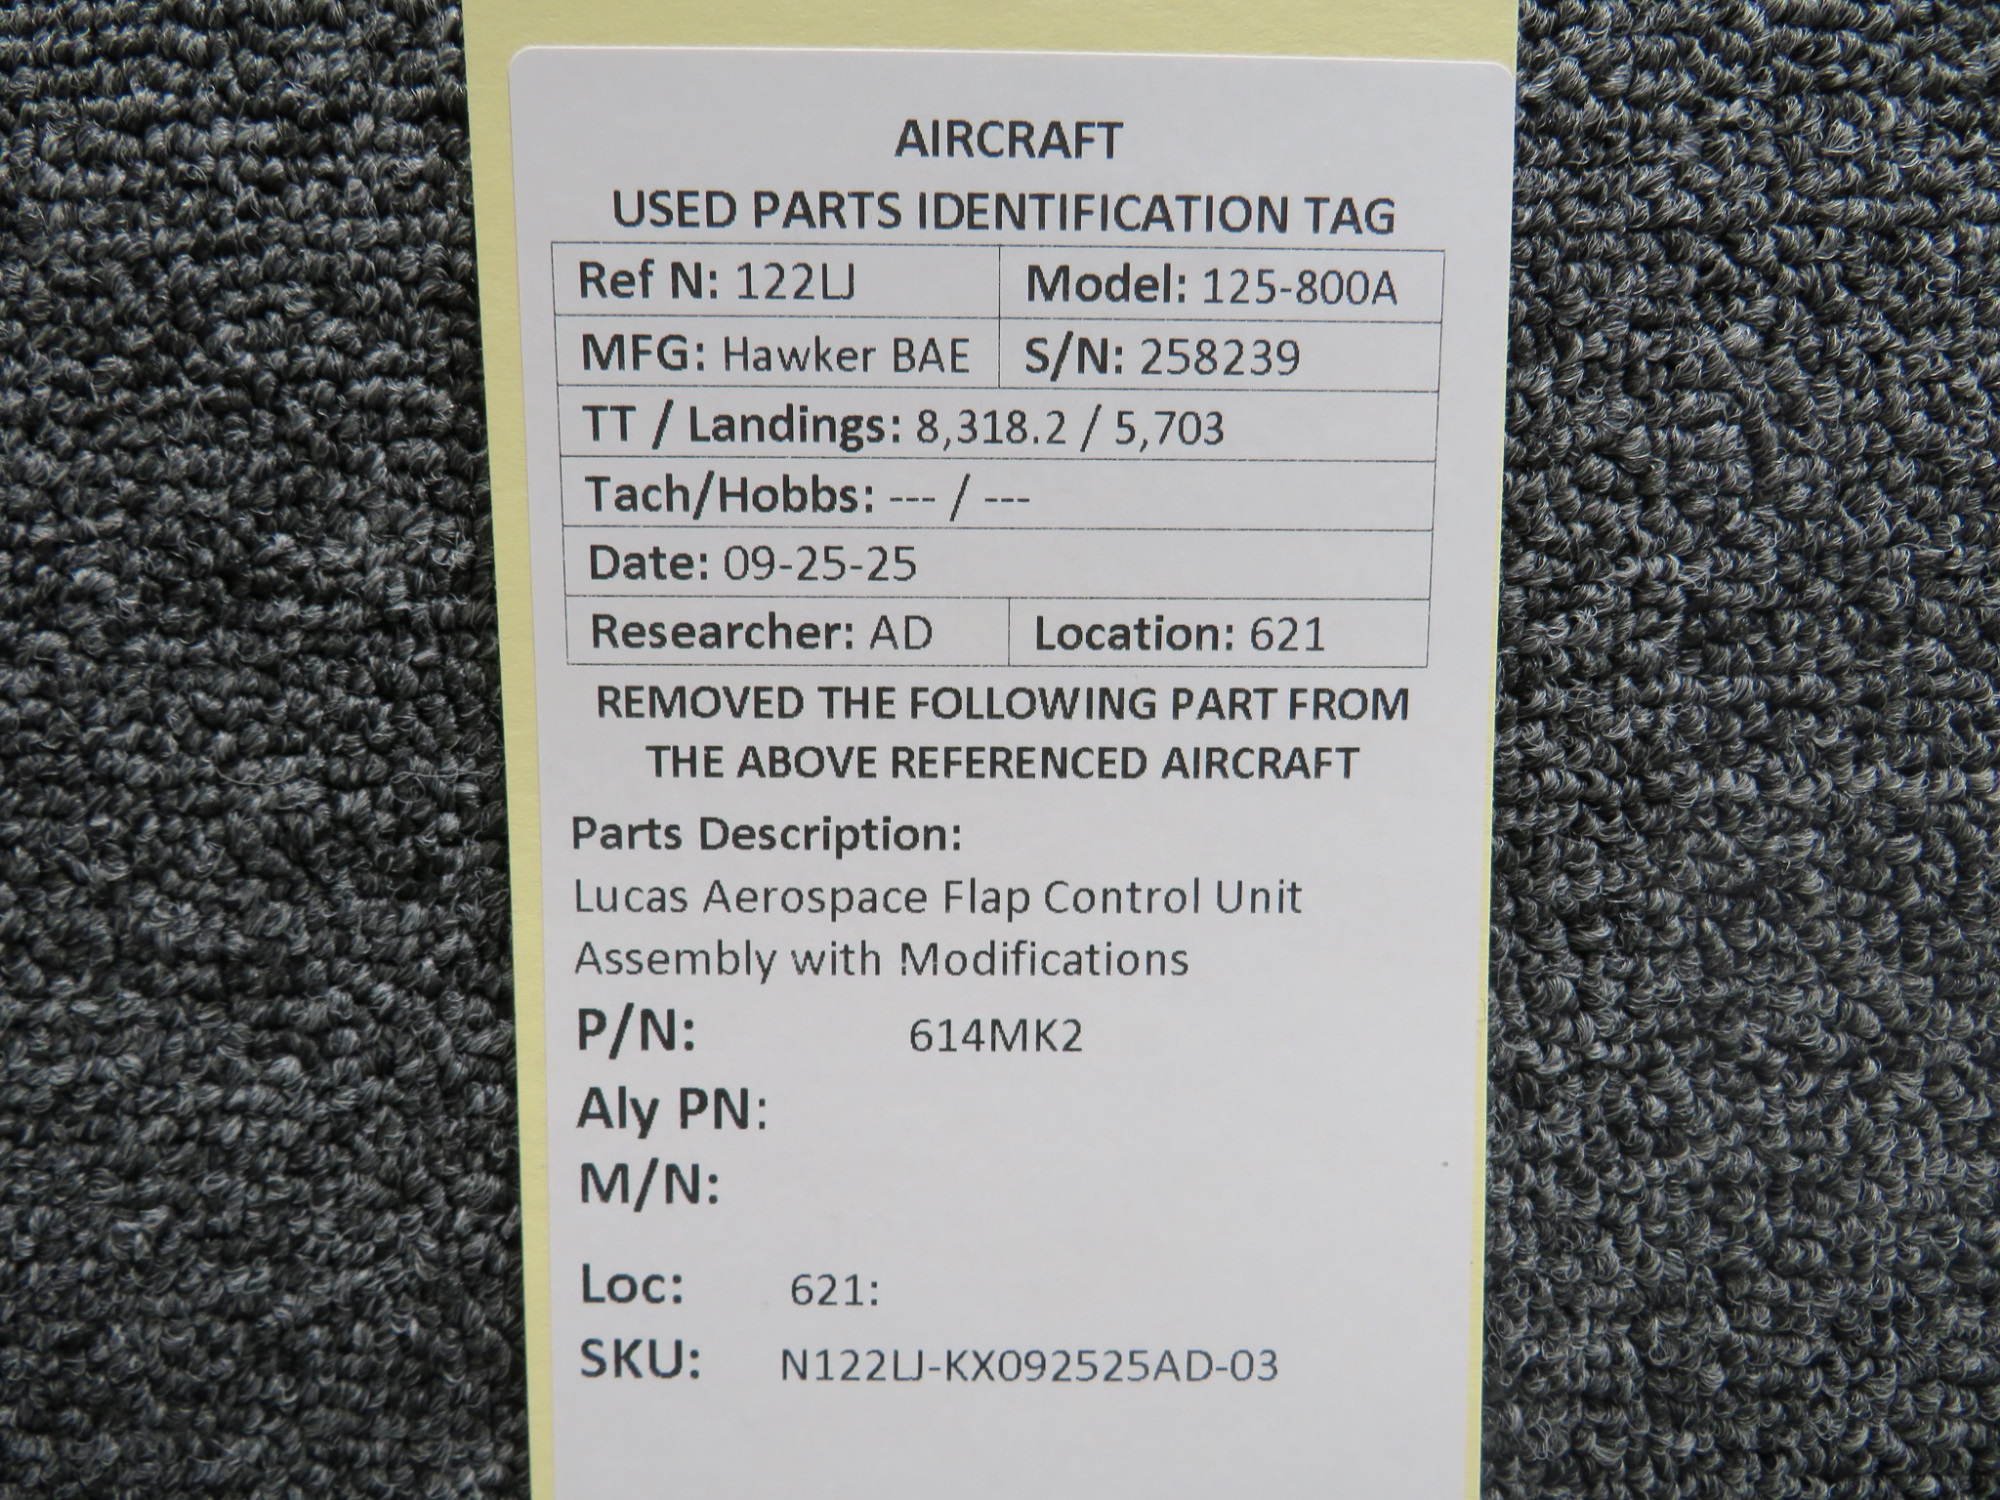 AIRCRAFT
USED PARTS IDENTIFICATION TAG
Ref N: 122LJ Model: 125-800A
MFG: Hawker BAE S/N: 258239
TT / Landings: 8,318.2 / 5,703
Tach/Hobbs: --- / ---
Date: 09-25-25
Researcher: AD Location: 621
REMOVED THE FOLLOWING PART FROM
THE ABOVE REFERENCED AIRCRAFT
Parts Description:
Lucas Aerospace Flap Control Unit
Assembly with Modifications
P/N: 614MK2
Aly PN:
M/N:
Loc: 621:
SKU: N122LJ-KX092525AD-03